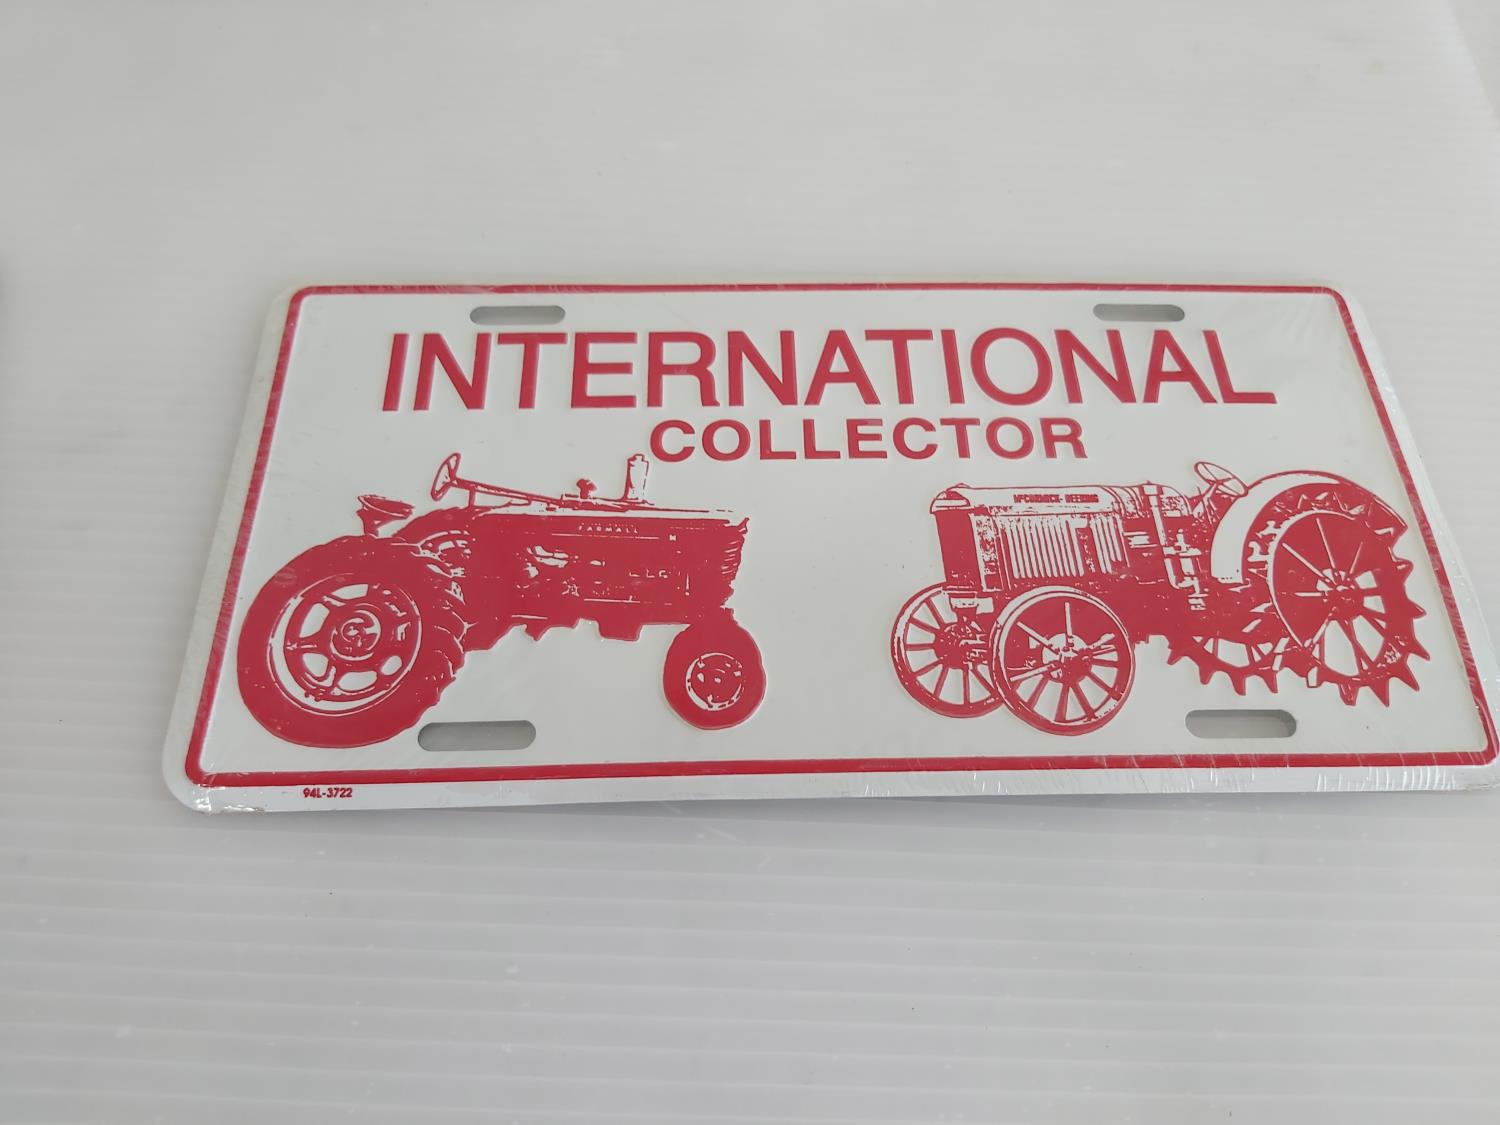 INTERNATIONAL
COLLECTOR
FARMALL M
McCORMICK-DEERING
94L-3722